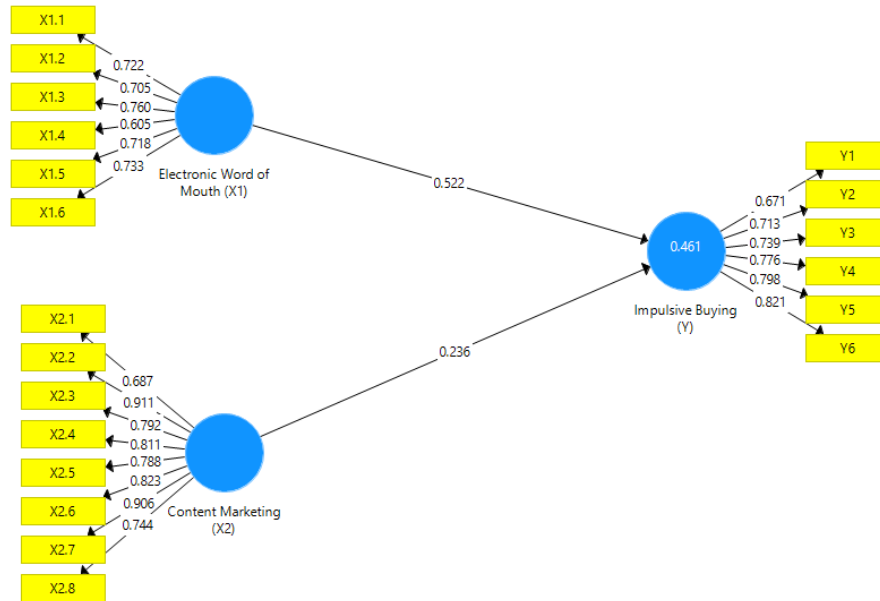 X1.1
X1.2
X1.3
X1.4
X1.5
X1.6
0.722
0.705
0.760
0.605
0.718
0.733
Electronic Word of
Mouth (X1)
0.522
X2.1
X2.2
X2.3
X2.4
X2.5
X2.6
X2.7
X2.8
0.687
0.911
0.792
0.811
0.788
0.823
0.906
0.744
Content Marketing
(X2)
0.236
0.461
Impulsive Buying
(Y)
0.671
0.713
0.739
0.776
0.798
0.821
Y1
Y2
Y3
Y4
Y5
Y6